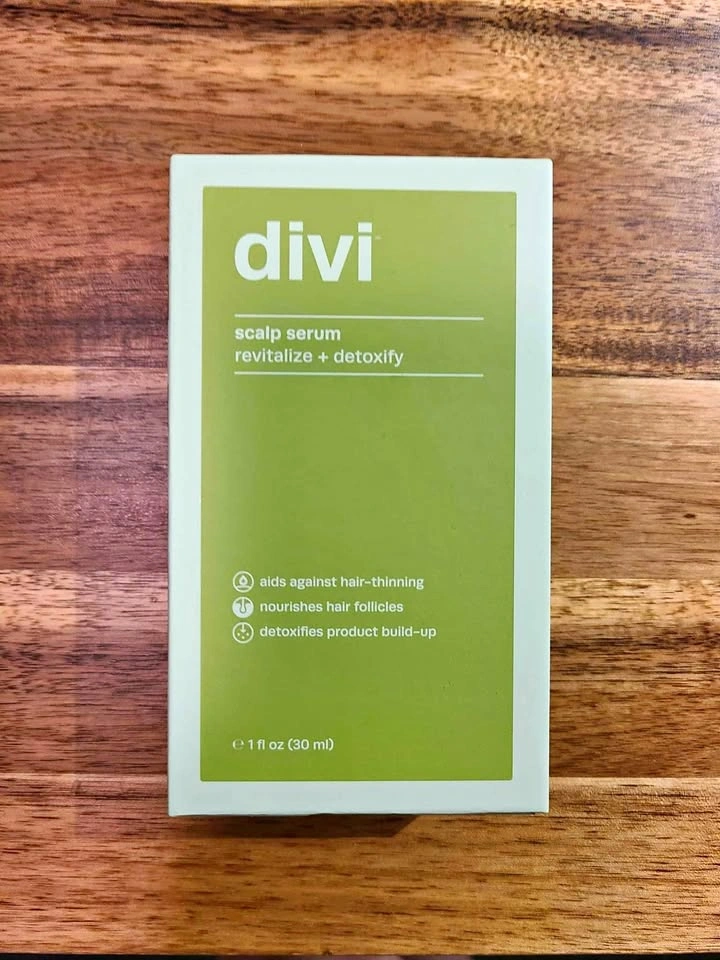 divi™
scalp serum
revitalize + detoxify
aids against hair-thinning
nourishes hair follicles
detoxifies product build-up
℮ 1 fl oz (30 ml)